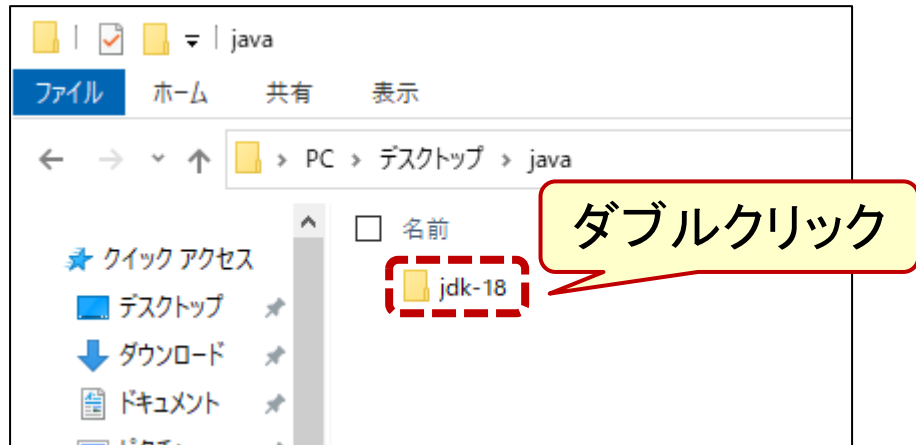 java
ファイル ホーム 共有 表示
PC > デスクトップ > java
名前
ダブルクリック
クイック アクセス
jdk-18
デスクトップ
ダウンロード
ドキュメント